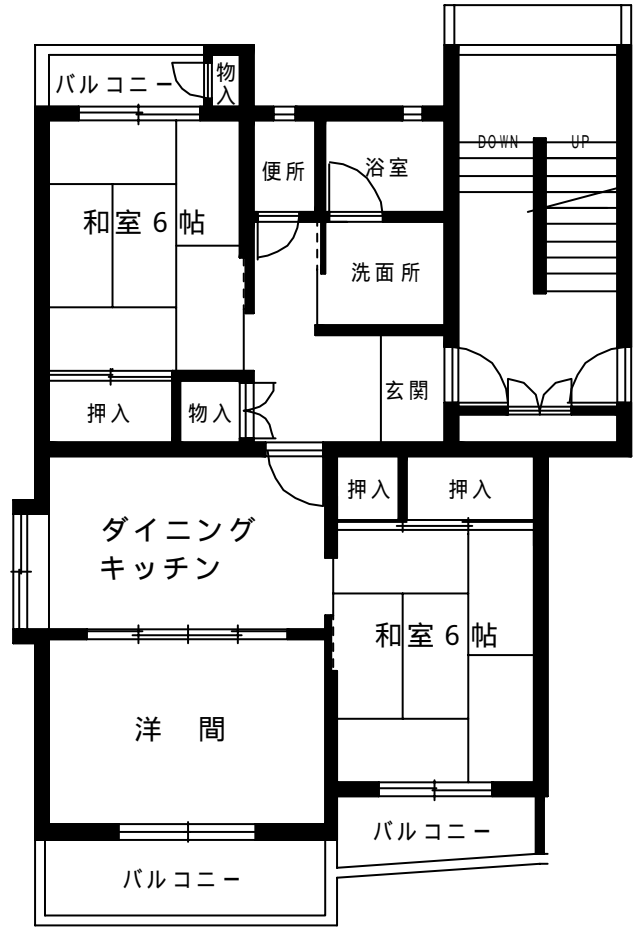 バルコニー
物入
DOWN
UP
便所
浴室
和室6帖
洗面所
玄関
押入
物入
押入
押入
ダイニング
キッチン
和室6帖
洋間
バルコニー
バルコニー